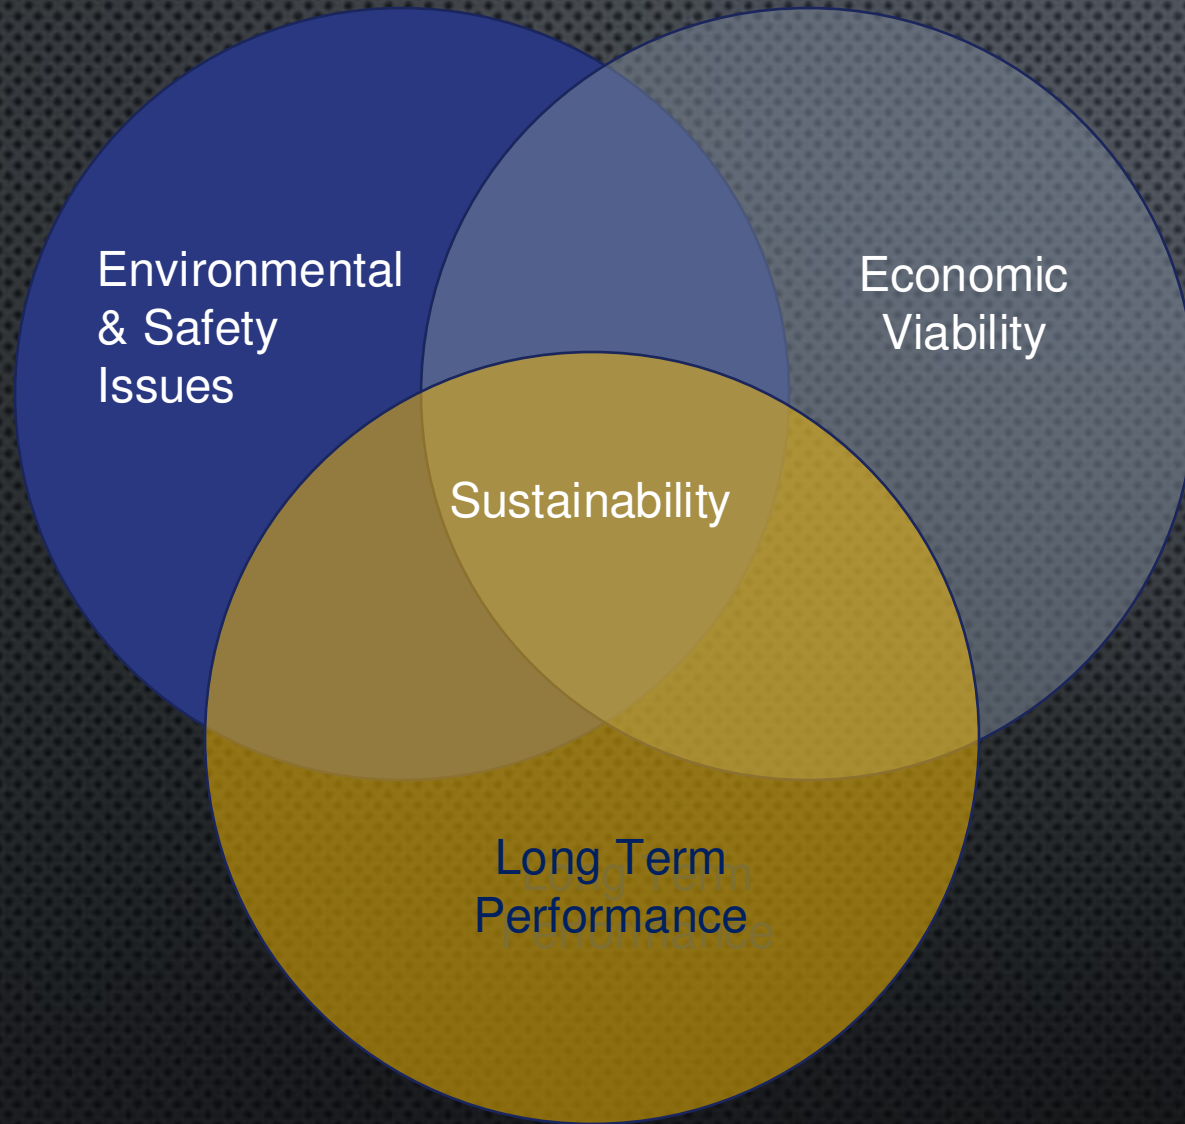 Environmental
& Safety
Issues
Economic
Viability
Sustainability
Long Term
Performance